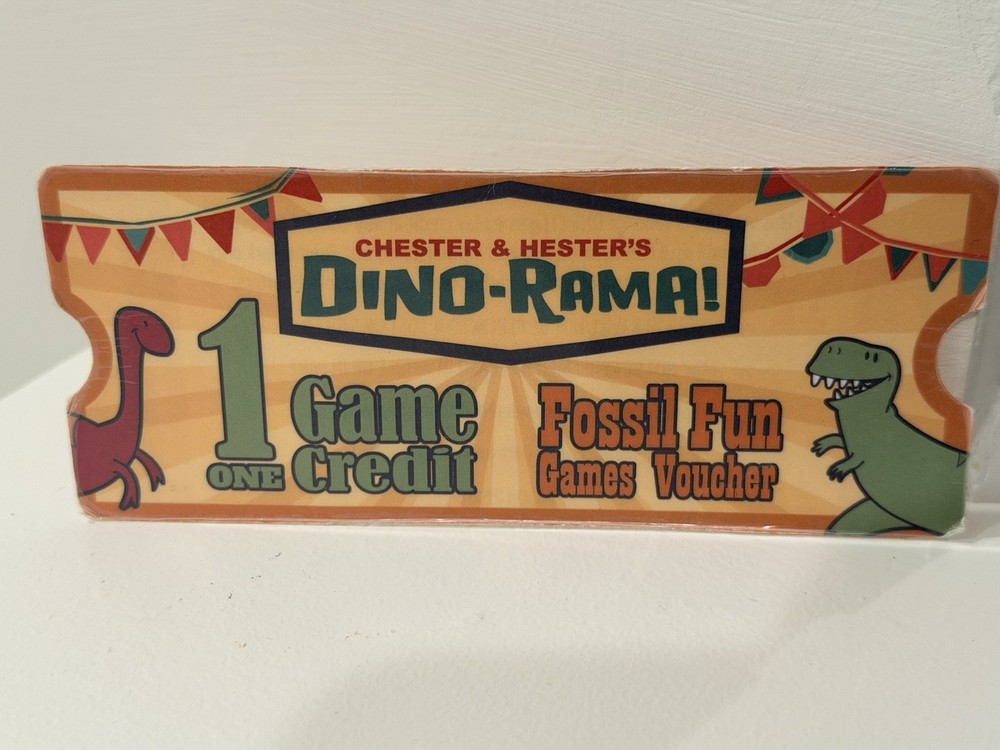 CHESTER & HESTER'S
DINO-RAMA!
1 Game
ONE Credit
Fossil Fun
Games Voucher